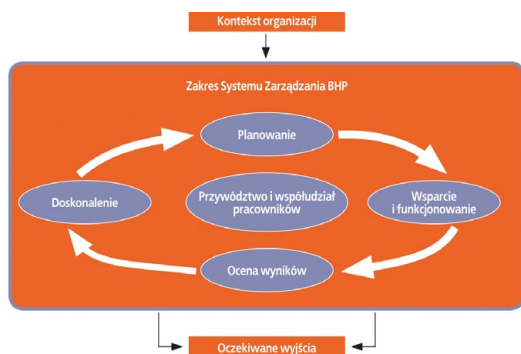 Kontekst organizacji
Zakres Systemu Zarządzania BHP
Planowanie
Doskonalenie
Przywództwo i współudział
pracowników
Wsparcie
i funkcjonowanie
Ocena wyników
Oczekiwane wyjścia